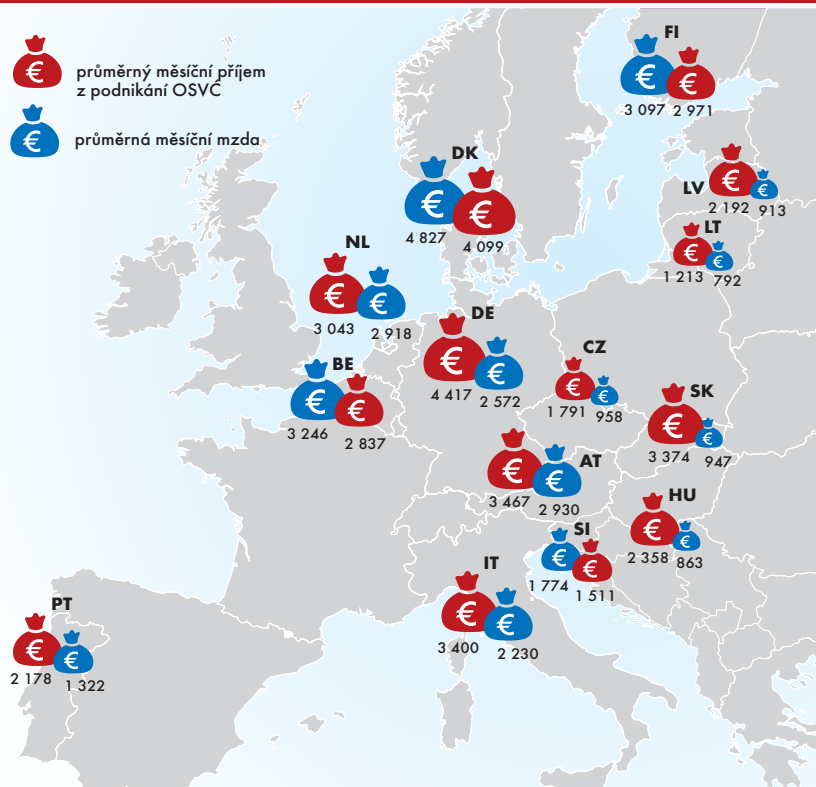 průměrný měsíční příjem
z podnikání OSVČ
průměrná měsíční mzda
FI
3 097 2 971
DK
4 827 4 099
LV
2 192 913
LT
1 213 792
NL
3 043 2 918
DE
4 417 2 572
BE
3 246 2 837
CZ
1 791 958
SK
3 374 947
AT
3 467 2 930
HU
2 358 863
SI
1 774 1 511
IT
3 400 2 230
PT
2 178 1 322